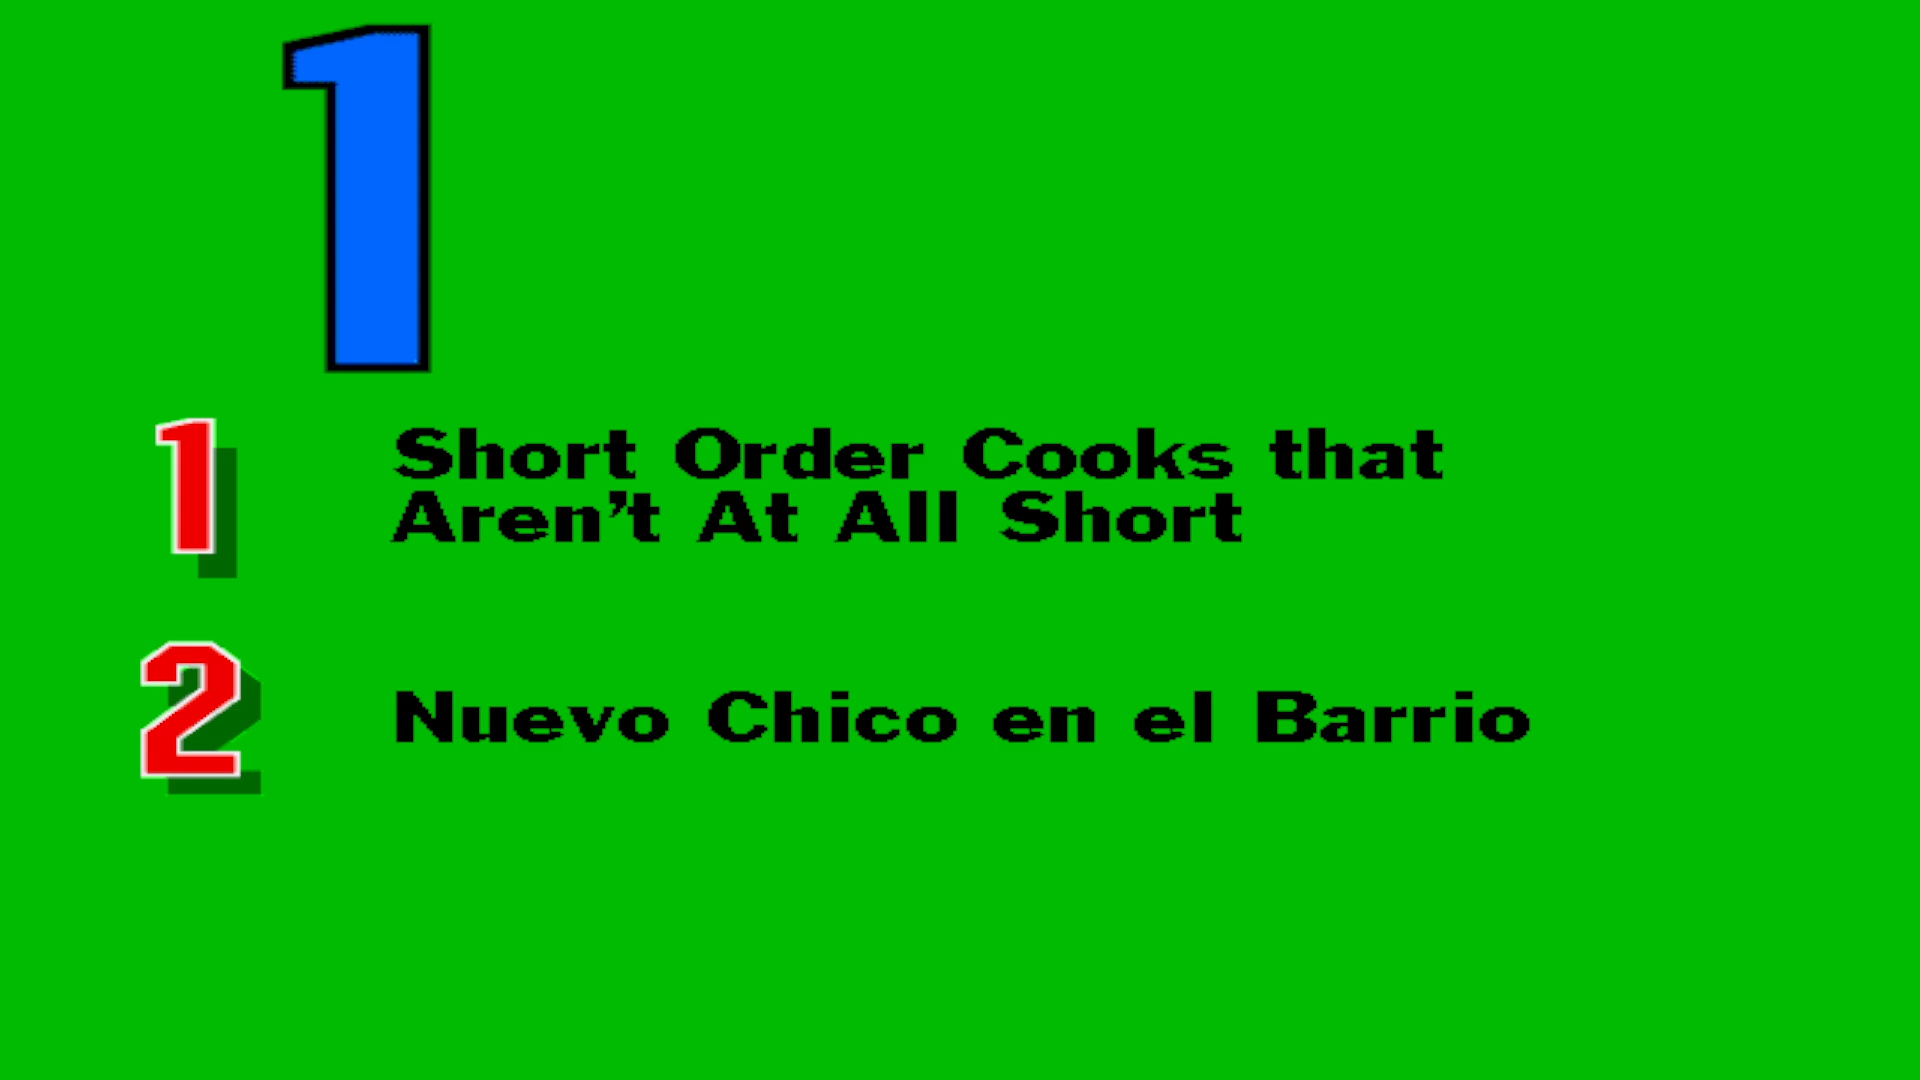 1
1 Short Order Cooks that
Aren’t At All Short
2 Nuevo Chico en el Barrio